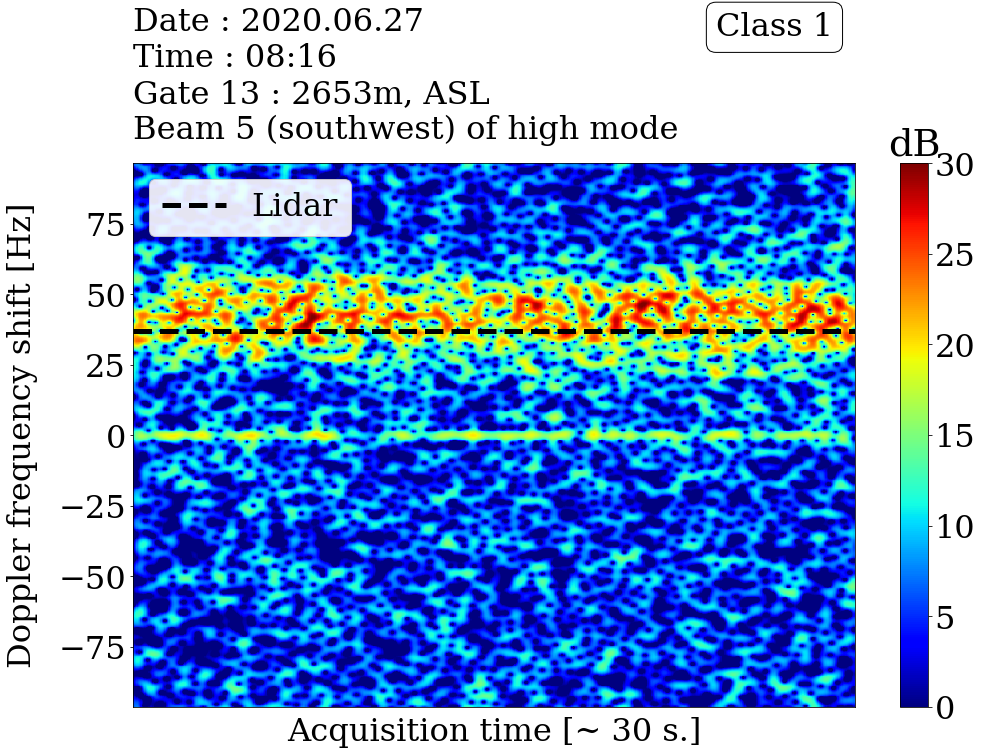 Date : 2020.06.27
Time : 08:16
Gate 13 : 2653m, ASL
Beam 5 (southwest) of high mode
Class 1
dB
Lidar
Doppler frequency shift [Hz]
75
50
25
0
−25
−50
−75
30
25
20
15
10
5
0
Acquisition time [~ 30 s.]